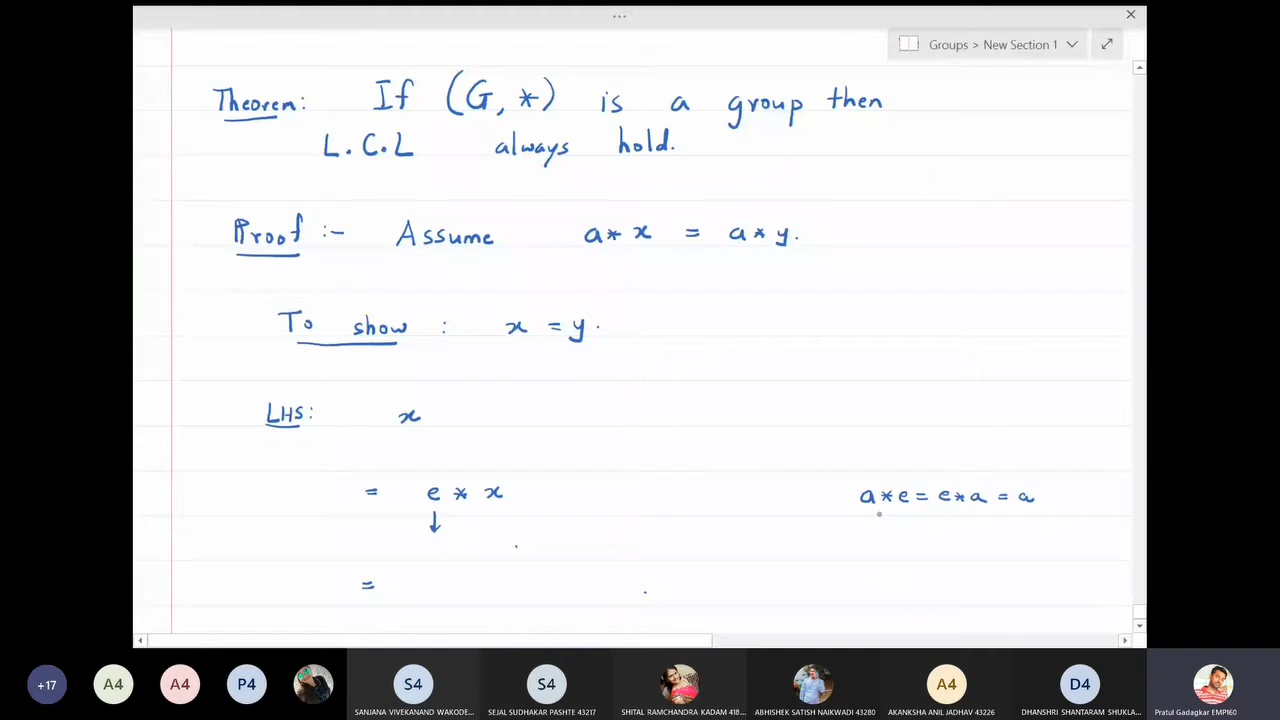 Groups > New Section 1
Theorem: If (G, *) is a group then
L.C.L always hold.
Proof :- Assume a * x = a * y.
To show : x = y.
LHS: x
= e * x
a * e = e * a = a
↓
=
+17
A4
A4
P4
S4
S4
A4
D4
SANJANA VIVEKANAND WAKODE...
SEJAL SUDHAKAR PASHTE 43217
SHITAL RAMCHANDRA KADAM 418...
ABHISHEK SATISH NAIKWADI 43280
AKANKSHA ANIL JADHAV 43226
DHANSHRI SHANTARAM SHUKLA...
Pratul Gadagkar EMP160